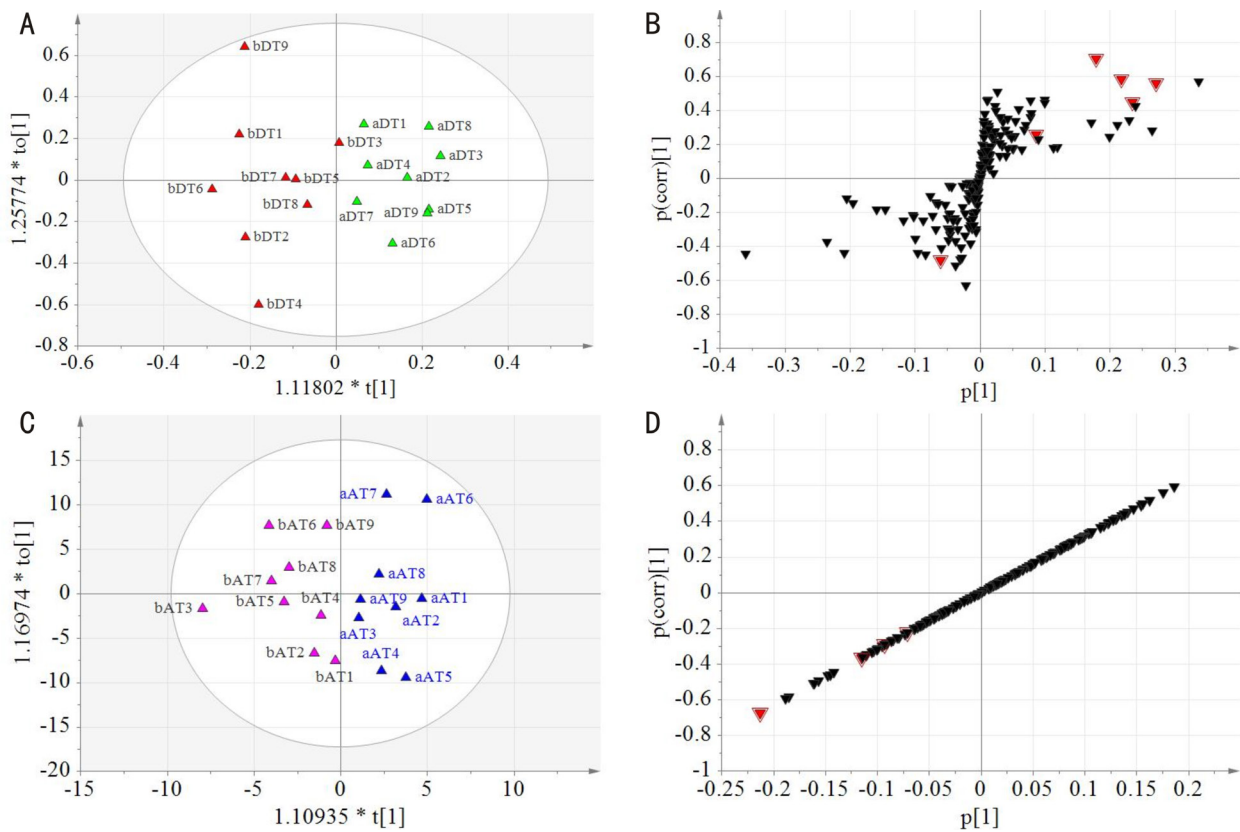 A
0.6
0.4
0.2
0
-0.2
-0.4
-0.6
-0.8
1.25774 * to[1]
bDT9
bDT1
bDT3
aDT1
aDT8
aDT3
aDT4
bDT7
bDT5
aDT2
bDT6
bDT8
aDT7
aDT9
aDT5
bDT2
aDT6
bDT4
-0.6
-0.4
-0.2
0
0.2
0.4
1.11802 * t[1]
B
0.8
0.6
0.4
0.2
0
-0.2
-0.4
-0.6
-0.8
-1
p(corr)[1]
-0.4
-0.3
-0.2
-0.1
0
0.1
0.2
0.3
p[1]
C
15
10
5
0
-5
-10
-15
-20
1.16974 * to[1]
aAT7
aAT6
bAT6
bAT9
bAT8
aAT8
bAT7
bAT5
bAT4
aAT9
aAT1
bAT3
aAT2
aAT3
bAT2
aAT4
bAT1
aAT5
-15
-10
-5
0
5
10
1.10935 * t[1]
D
0.8
0.6
0.4
0.2
0
-0.2
-0.4
-0.6
-0.8
-1
p(corr)[1]
-0.25
-0.2
-0.15
-0.1
-0.05
0
0.05
0.1
0.15
0.2
p[1]